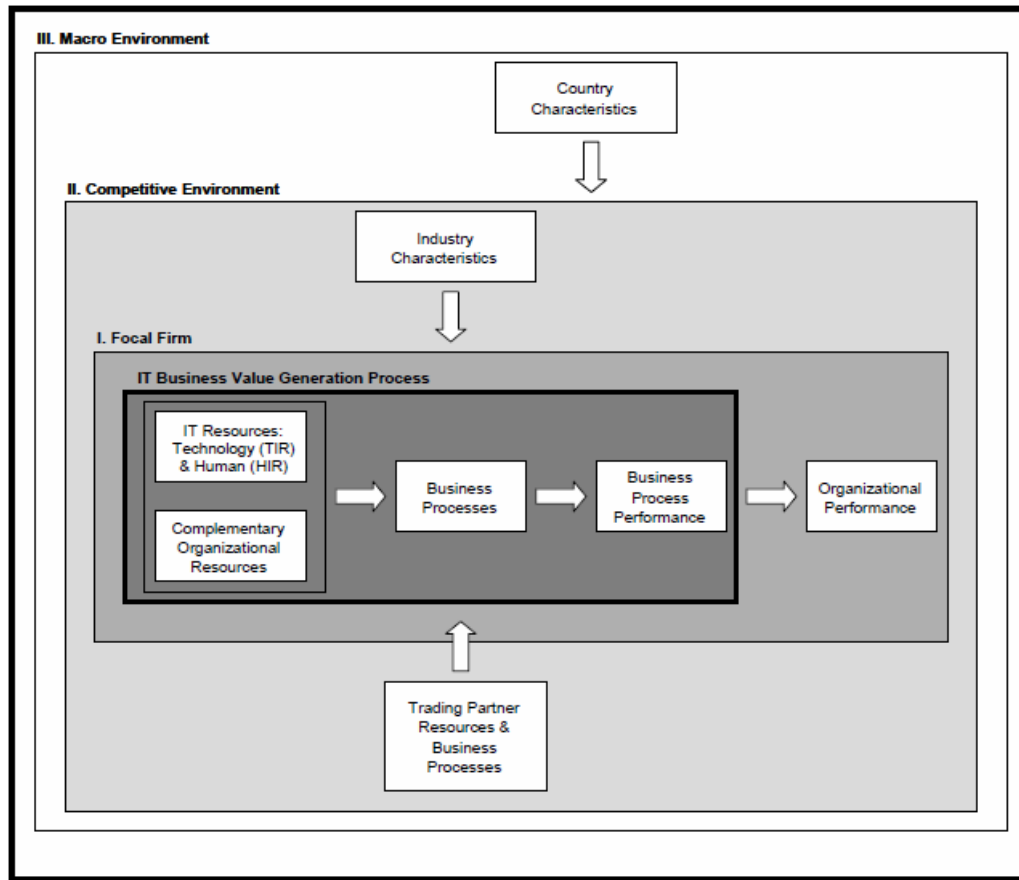 III. Macro Environment
Country
Characteristics
II. Competitive Environment
Industry
Characteristics
I. Focal Firm
IT Business Value Generation Process
IT Resources:
Technology (TIR)
& Human (HIR)
Complementary
Organizational
Resources
Business
Processes
Business
Process
Performance
Organizational
Performance
Trading Partner
Resources &
Business
Processes